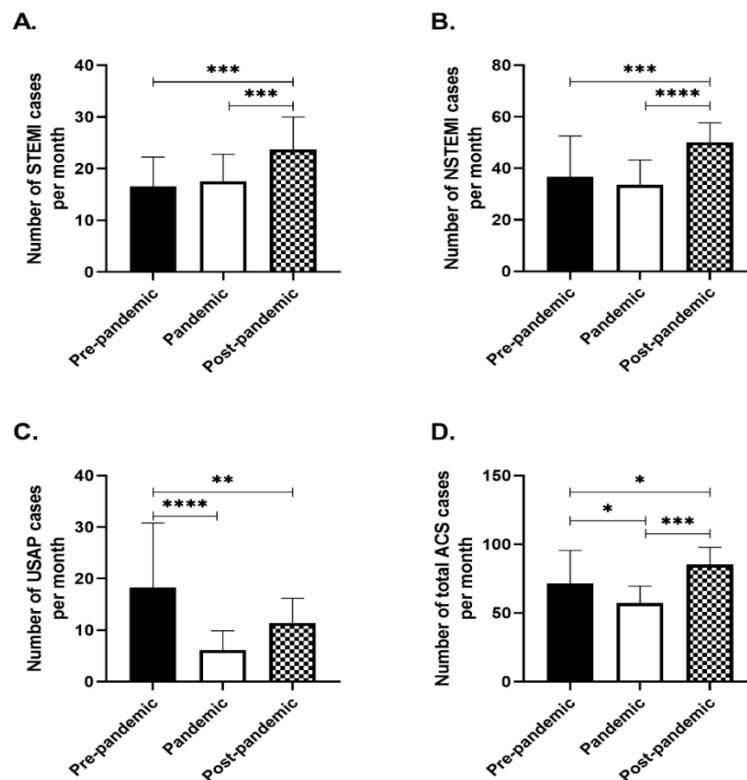 A.
Number of STEMI cases
per month
40
30
20
10
0
***
***
Pre-pandemic
Pandemic
Post-pandemic
B.
Number of NSTEMI cases
per month
80
60
40
20
0
***
****
Pre-pandemic
Pandemic
Post-pandemic
C.
Number of USAP cases
per month
40
30
20
10
0
**
****
Pre-pandemic
Pandemic
Post-pandemic
D.
Number of total ACS cases
per month
150
100
50
0
*
*
***
Pre-pandemic
Pandemic
Post-pandemic